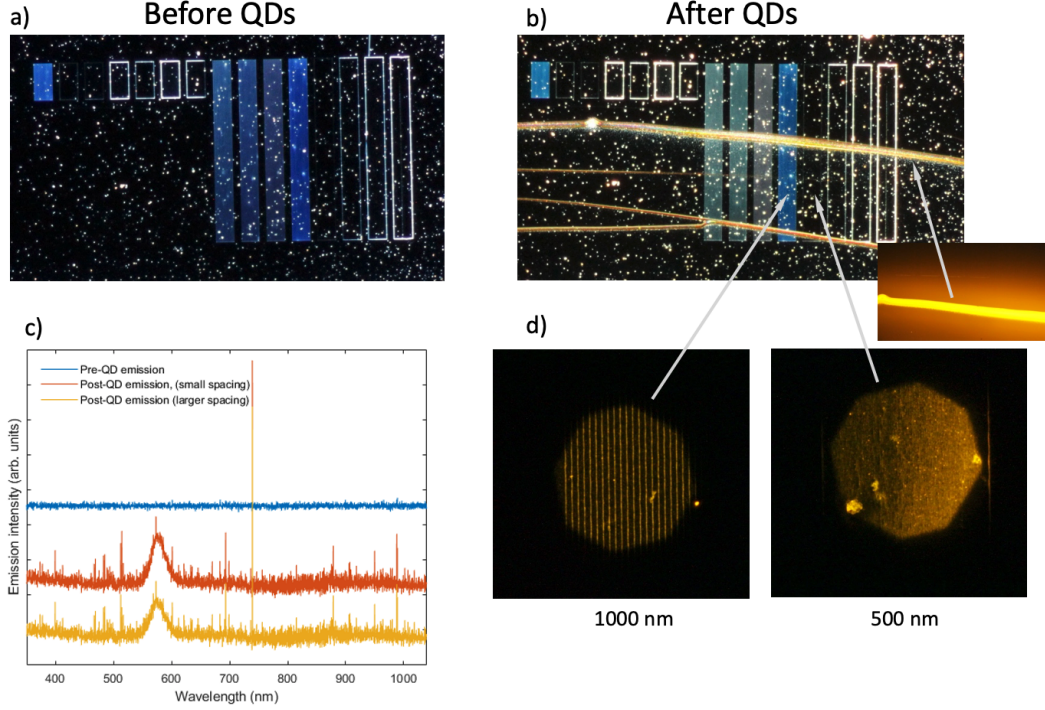 a)
Before QDs
b)
After QDs
c)
Pre-QD emission
Post-QD emission, (small spacing)
Post-QD emission (larger spacing)
Emission intensity (arb. units)
400 500 600 700 800 900 1000
Wavelength (nm)
d)
1000 nm
500 nm